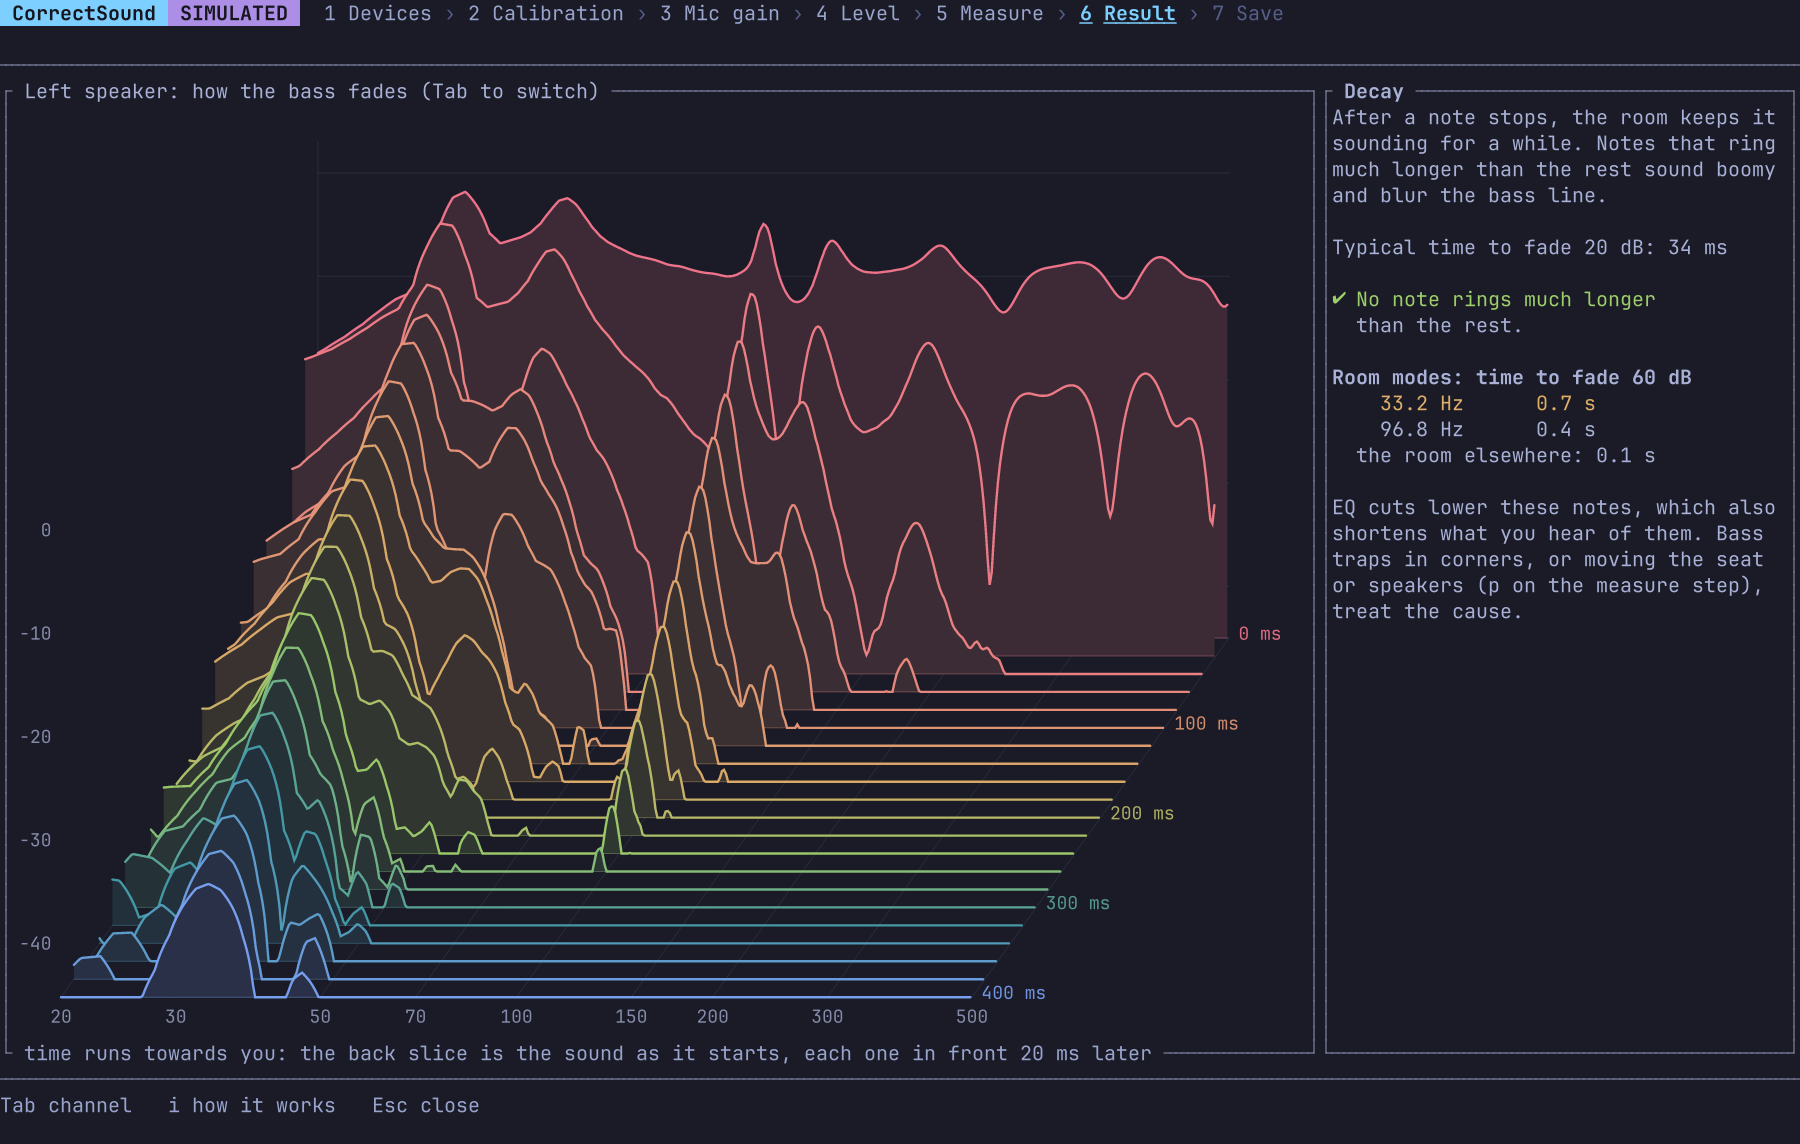 CorrectSound SIMULATED 1 Devices › 2 Calibration › 3 Mic gain › 4 Level › 5 Measure › 6 Result › 7 Save
Left speaker: how the bass fades (Tab to switch)
0
-10
-20
-30
-40
0 ms
100 ms
200 ms
300 ms
400 ms
20 30 50 70 100 150 200 300 500
time runs towards you: the back slice is the sound as it starts, each one in front 20 ms later
Decay
After a note stops, the room keeps it
sounding for a while. Notes that ring
much longer than the rest sound boomy
and blur the bass line.
Typical time to fade 20 dB: 34 ms
✔ No note rings much longer
than the rest.
Room modes: time to fade 60 dB
33.2 Hz 0.7 s
96.8 Hz 0.4 s
the room elsewhere: 0.1 s
EQ cuts lower these notes, which also
shortens what you hear of them. Bass
traps in corners, or moving the seat
or speakers (p on the measure step),
treat the cause.
Tab channel i how it works Esc close